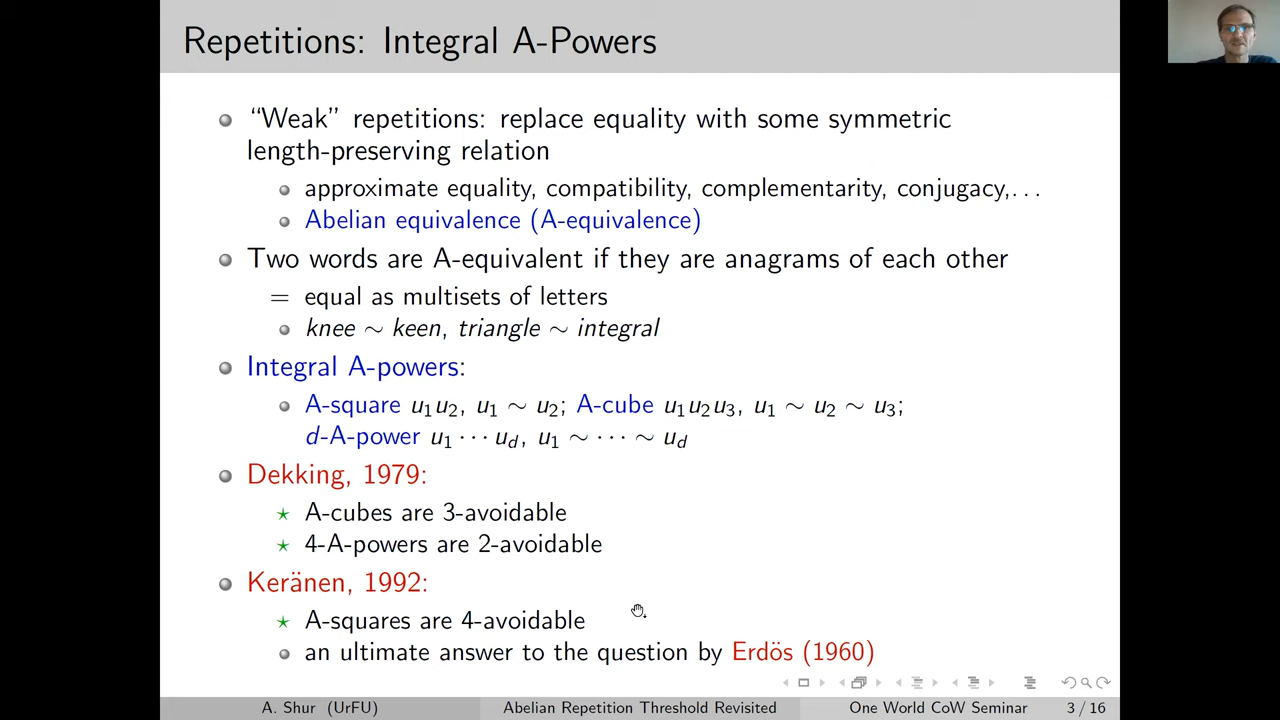 Repetitions: Integral A-Powers
“Weak” repetitions: replace equality with some symmetric
length-preserving relation
approximate equality, compatibility, complementarity, conjugacy,...
Abelian equivalence (A-equivalence)
Two words are A-equivalent if they are anagrams of each other
= equal as multisets of letters
knee ∼ keen, triangle ∼ integral
Integral A-powers:
A-square u₁u₂, u₁ ∼ u₂; A-cube u₁u₂u₃, u₁ ∼ u₂ ∼ u₃;
d-A-power u₁ ··· u_d, u₁ ∼ ··· ∼ u_d
Dekking, 1979:
A-cubes are 3-avoidable
4-A-powers are 2-avoidable
Keränen, 1992:
A-squares are 4-avoidable
an ultimate answer to the question by Erdös (1960)
A. Shur (UrFU) Abelian Repetition Threshold Revisited One World CoW Seminar 3 / 16